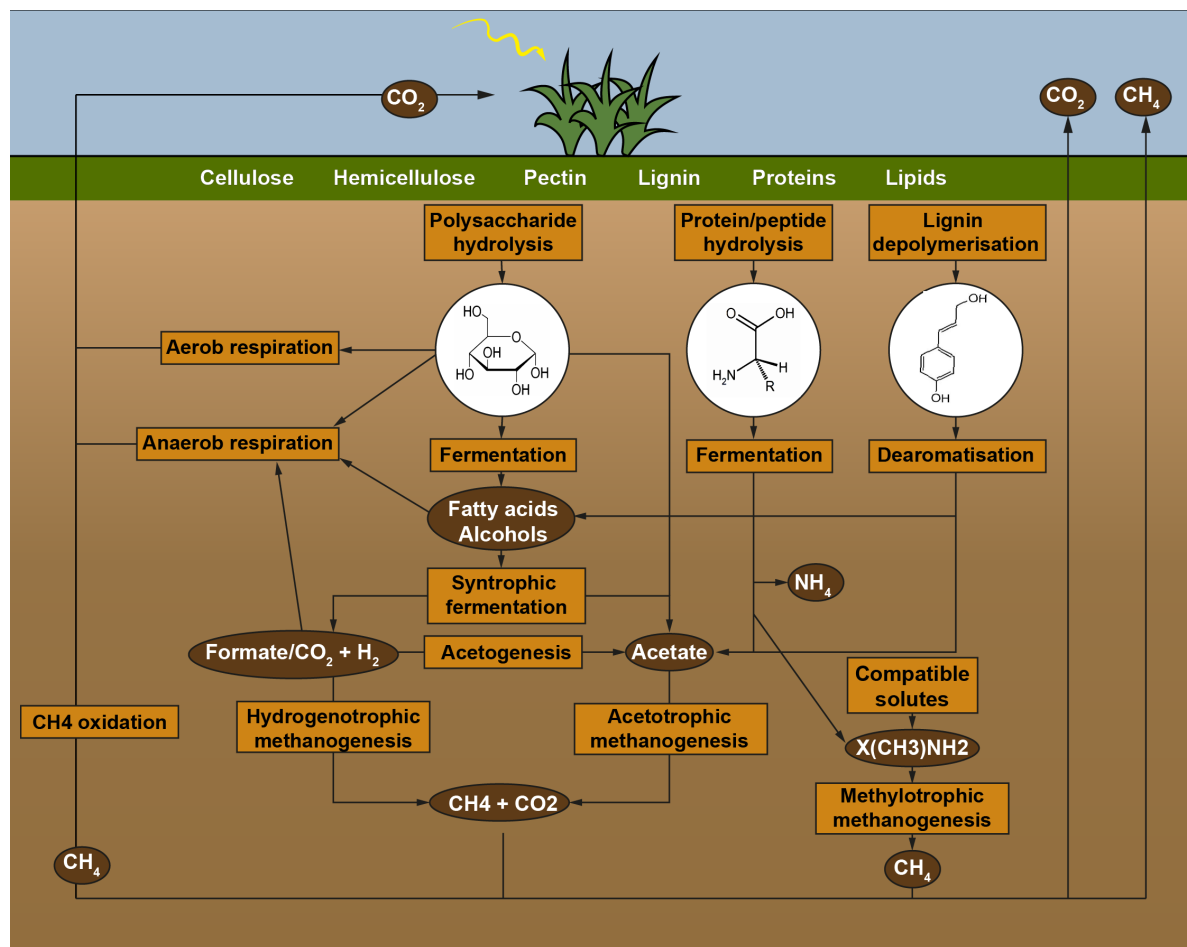 CO₂
CO₂
CH₄
Cellulose Hemicellulose Pectin Lignin Proteins Lipids
Polysaccharide
hydrolysis
Protein/peptide
hydrolysis
Lignin
depolymerisation
HO
O
OH
HO
OH
OH
O
OH
H₂N
H
R
OH
OH
Aerob respiration
Anaerob respiration
Fermentation
Fermentation
Dearomatisation
Fatty acids
Alcohols
Syntrophic
fermentation
NH₄
Formate/CO₂ + H₂
Acetogenesis
Acetate
Compatible
solutes
CH4 oxidation
Hydrogenotrophic
methanogenesis
Acetotrophic
methanogenesis
X(CH3)NH2
CH4 + CO2
Methylotrophic
methanogenesis
CH₄
CH₄